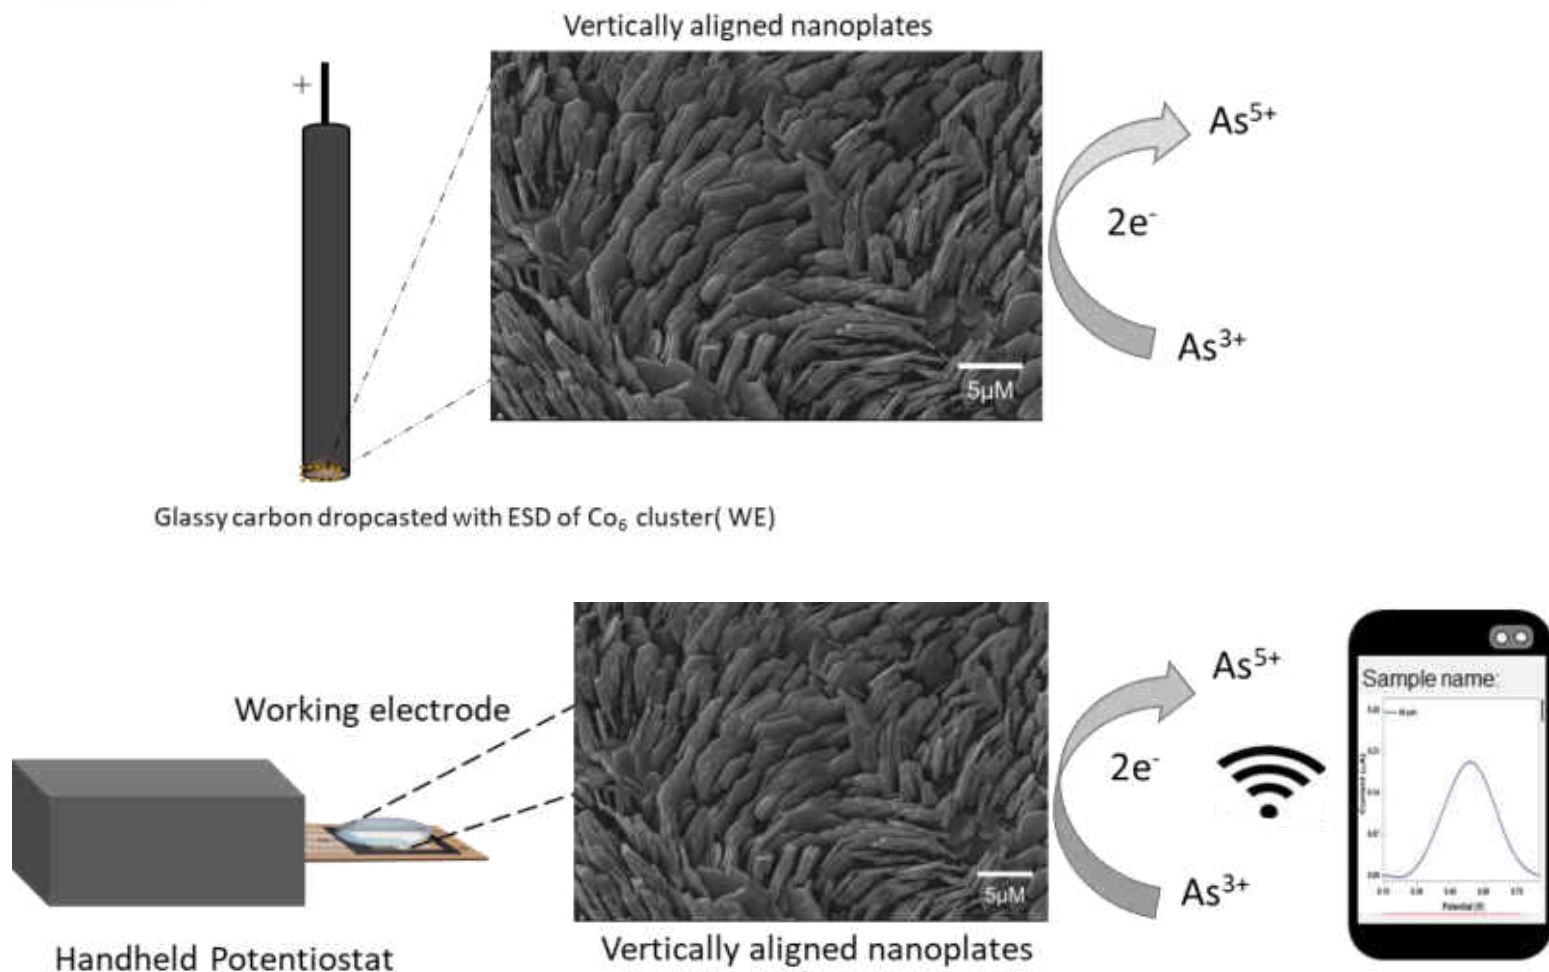 Vertically aligned nanoplates
+
As⁵⁺
2e⁻
As³⁺
5μM
Glassy carbon dropcasted with ESD of Co₆ cluster( WE)
Working electrode
As⁵⁺
2e⁻
As³⁺
5μM
Sample name:
Potential (V)
Handheld Potentiostat
Vertically aligned nanoplates